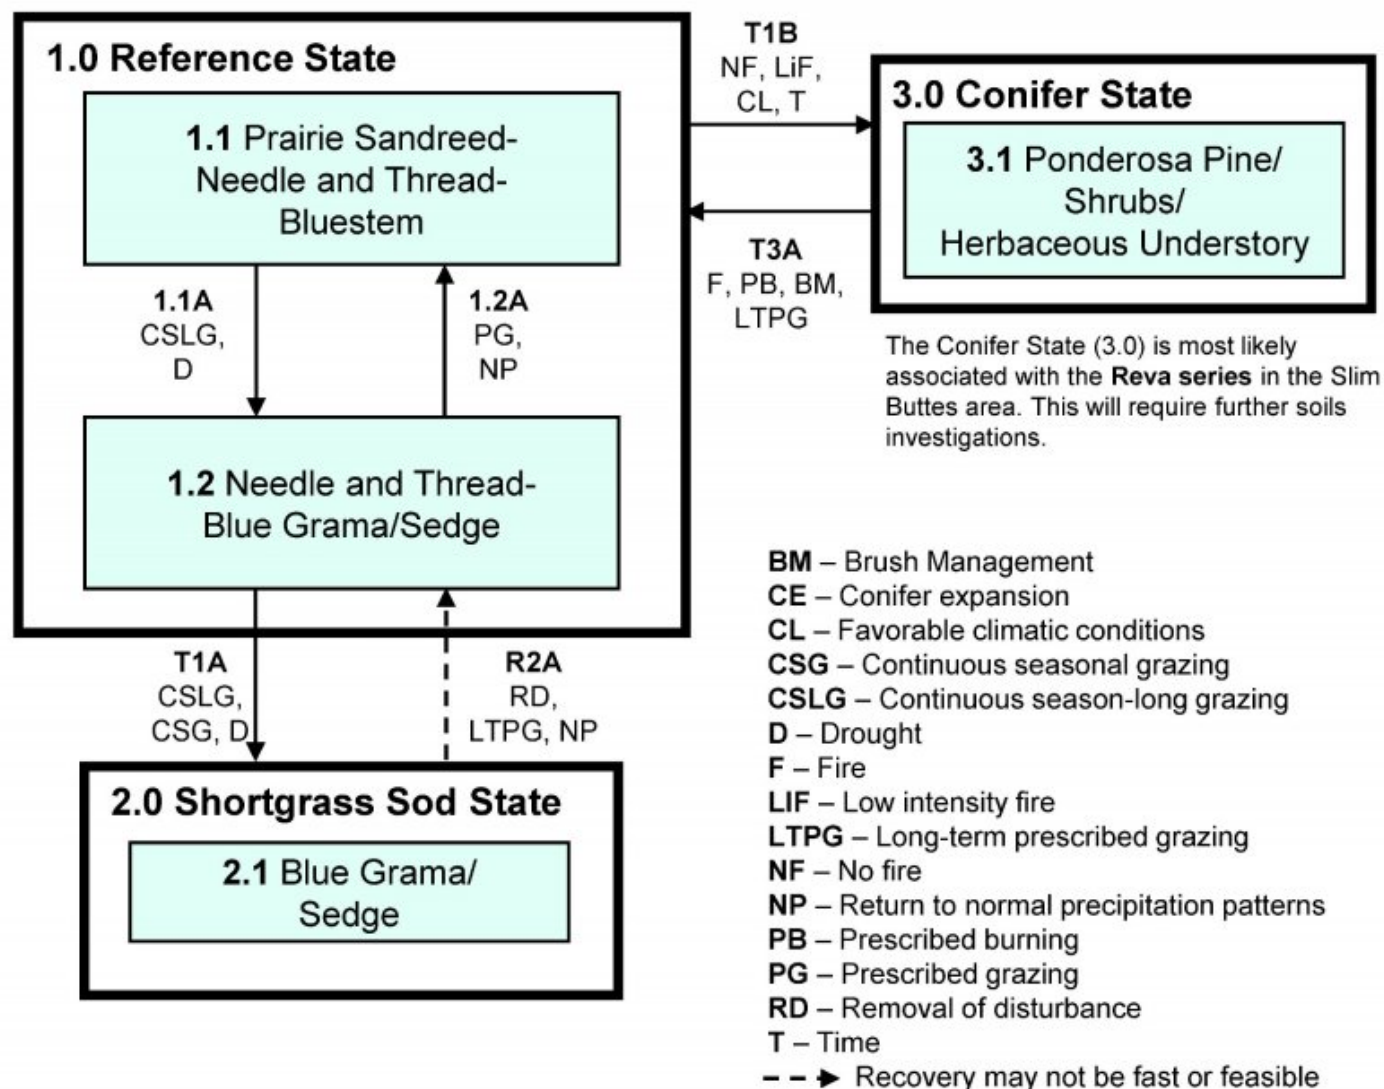 1.0 Reference State
1.1 Prairie Sandreed-
Needle and Thread-
Bluestem
1.1A
CSLG,
D
1.2A
PG,
NP
1.2 Needle and Thread-
Blue Grama/Sedge
T1A
CSLG,
CSG, D
R2A
RD,
LTPG, NP
2.0 Shortgrass Sod State
2.1 Blue Grama/
Sedge
T1B
NF, LiF,
CL, T
T3A
F, PB, BM,
LTPG
3.0 Conifer State
3.1 Ponderosa Pine/
Shrubs/
Herbaceous Understory
The Conifer State (3.0) is most likely
associated with the Reva series in the Slim
Buttes area. This will require further soils
investigations.
BM – Brush Management
CE – Conifer expansion
CL – Favorable climatic conditions
CSG – Continuous seasonal grazing
CSLG – Continuous season-long grazing
D – Drought
F – Fire
LIF – Low intensity fire
LTPG – Long-term prescribed grazing
NF – No fire
NP – Return to normal precipitation patterns
PB – Prescribed burning
PG – Prescribed grazing
RD – Removal of disturbance
T – Time
Recovery may not be fast or feasible